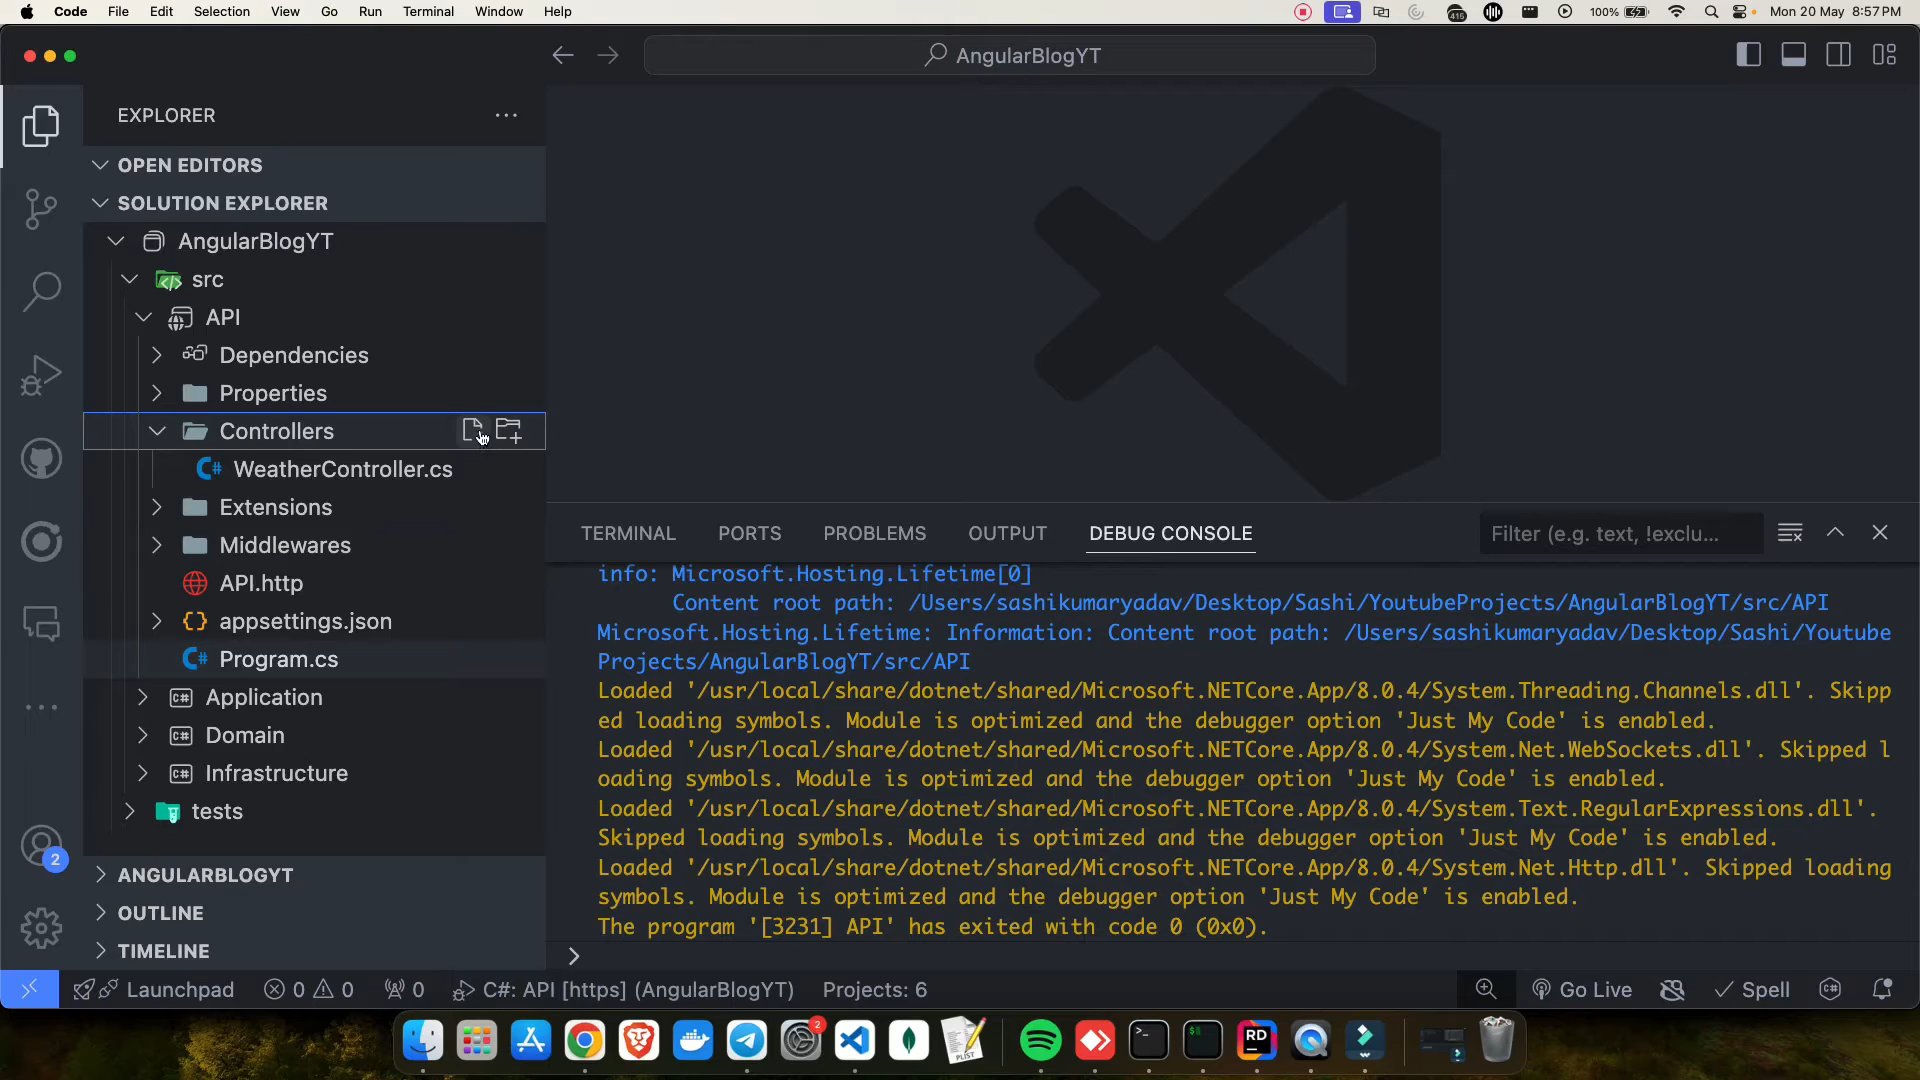 Code File Edit Selection View Go Run Terminal Window Help 415 100% Mon 20 May 8:57 PM
AngularBlogYT
EXPLORER
OPEN EDITORS
SOLUTION EXPLORER
AngularBlogYT
src
API
Dependencies
Properties
Controllers
WeatherController.cs
Extensions
Middlewares
API.http
appsettings.json
Program.cs
Application
Domain
Infrastructure
tests
2
ANGULARBLOGYT
OUTLINE
TIMELINE
TERMINAL PORTS PROBLEMS OUTPUT DEBUG CONSOLE Filter (e.g. text, !exclu...
info: Microsoft.Hosting.Lifetime[0]
Content root path: /Users/sashikumaryadav/Desktop/Sashi/YoutubeProjects/AngularBlogYT/src/API
Microsoft.Hosting.Lifetime: Information: Content root path: /Users/sashikumaryadav/Desktop/Sashi/Youtube
Projects/AngularBlogYT/src/API
Loaded '/usr/local/share/dotnet/shared/Microsoft.NETCore.App/8.0.4/System.Threading.Channels.dll'. Skipp
ed loading symbols. Module is optimized and the debugger option 'Just My Code' is enabled.
Loaded '/usr/local/share/dotnet/shared/Microsoft.NETCore.App/8.0.4/System.Net.WebSockets.dll'. Skipped l
oading symbols. Module is optimized and the debugger option 'Just My Code' is enabled.
Loaded '/usr/local/share/dotnet/shared/Microsoft.NETCore.App/8.0.4/System.Text.RegularExpressions.dll'.
Skipped loading symbols. Module is optimized and the debugger option 'Just My Code' is enabled.
Loaded '/usr/local/share/dotnet/shared/Microsoft.NETCore.App/8.0.4/System.Net.Http.dll'. Skipped loading
symbols. Module is optimized and the debugger option 'Just My Code' is enabled.
The program '[3231] API' has exited with code 0 (0x0).
Launchpad 0 0 0 C#: API [https] (AngularBlogYT) Projects: 6 Go Live Spell
2 PLIST RD